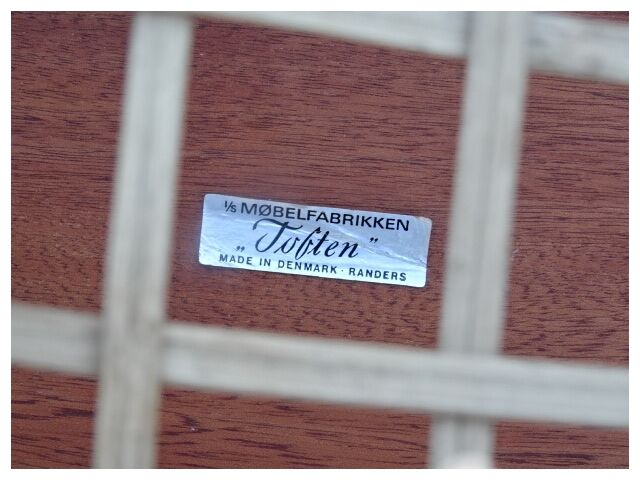 I/S MØBELFABRIKKEN
„Toften”
MADE IN DENMARK · RANDERS